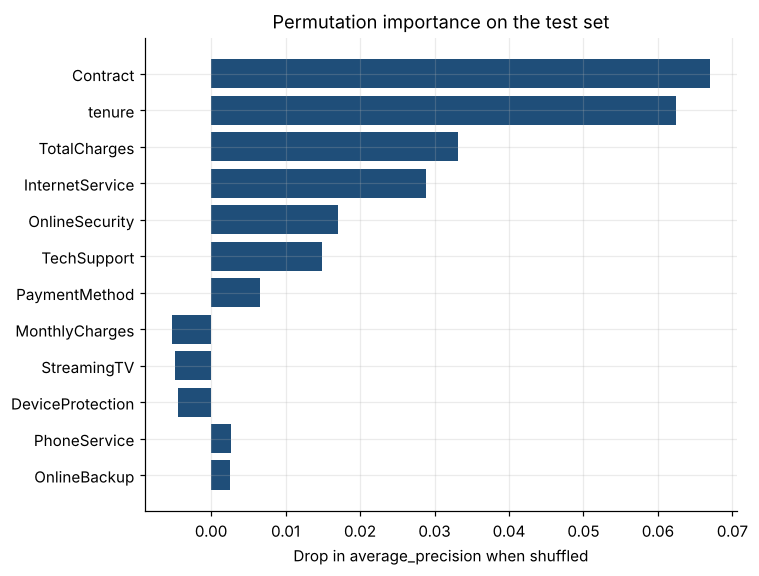 Permutation importance on the test set
Contract
tenure
TotalCharges
InternetService
OnlineSecurity
TechSupport
PaymentMethod
MonthlyCharges
StreamingTV
DeviceProtection
PhoneService
OnlineBackup
0.00 0.01 0.02 0.03 0.04 0.05 0.06 0.07
Drop in average_precision when shuffled